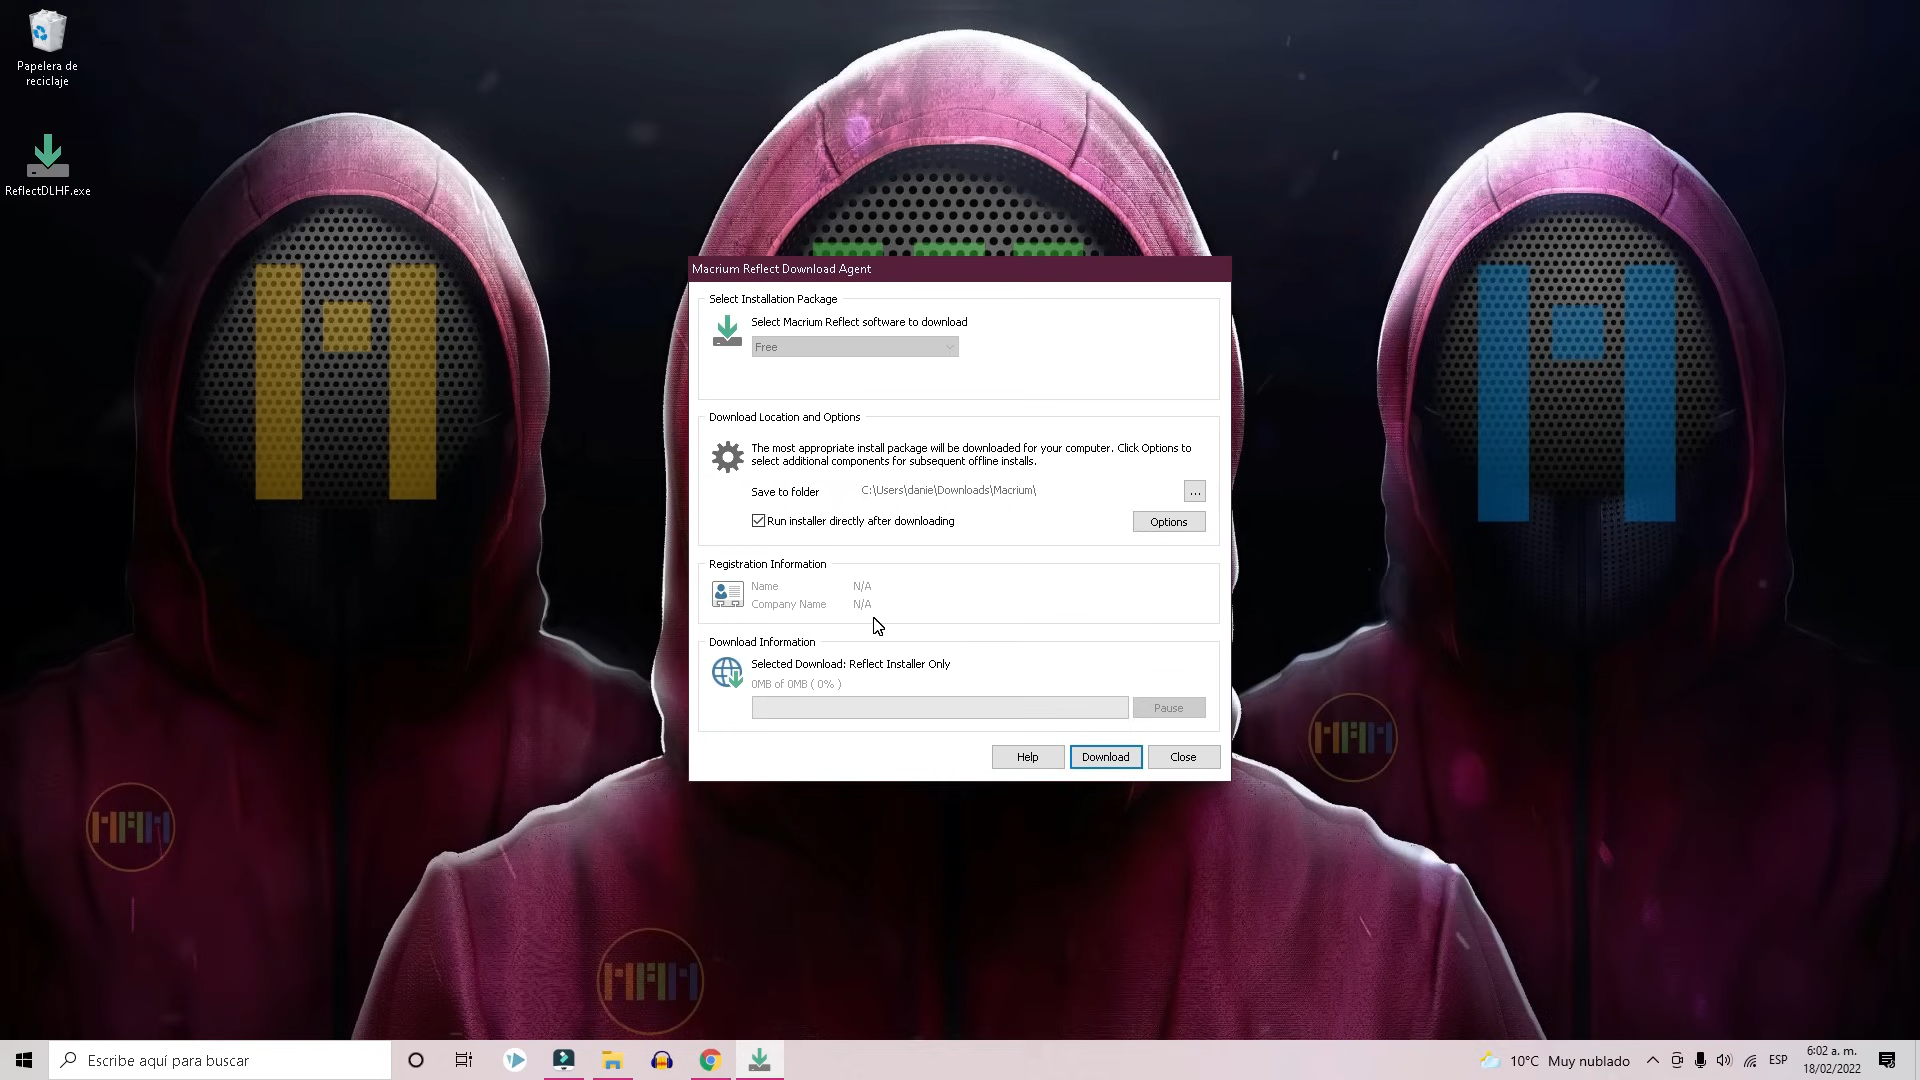 Papelera de
reciclaje
ReflectDLHF.exe
Macrium Reflect Download Agent
Select Installation Package
Select Macrium Reflect software to download
Free
Download Location and Options
The most appropriate install package will be downloaded for your computer. Click Options to
select additional components for subsequent offline installs.
Save to folder C:\Users\danie\Downloads\Macrium\ ...
Run installer directly after downloading Options
Registration Information
Name N/A
Company Name N/A
Download Information
Selected Download: Reflect Installer Only
0MB of 0MB ( 0% )
Pause
Help Download Close
Escribe aquí para buscar
10°C Muy nublado ESP
6:02 a. m.
18/02/2022